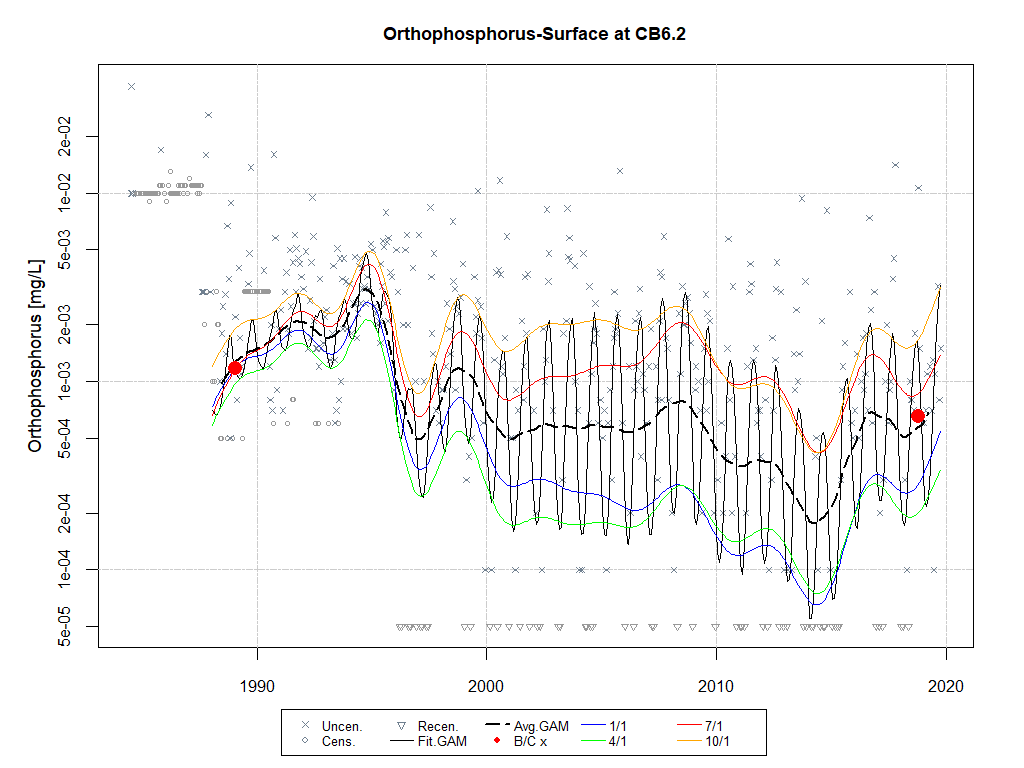 Orthophosphorus-Surface at CB6.2
Orthophosphorus [mg/L]
2e-02
1e-02
5e-03
2e-03
1e-03
5e-04
2e-04
1e-04
5e-05
1990 2000 2010 2020
Uncen. Recen. Avg.GAM 1/1 7/1
Cens. Fit.GAM B/C x 4/1 10/1